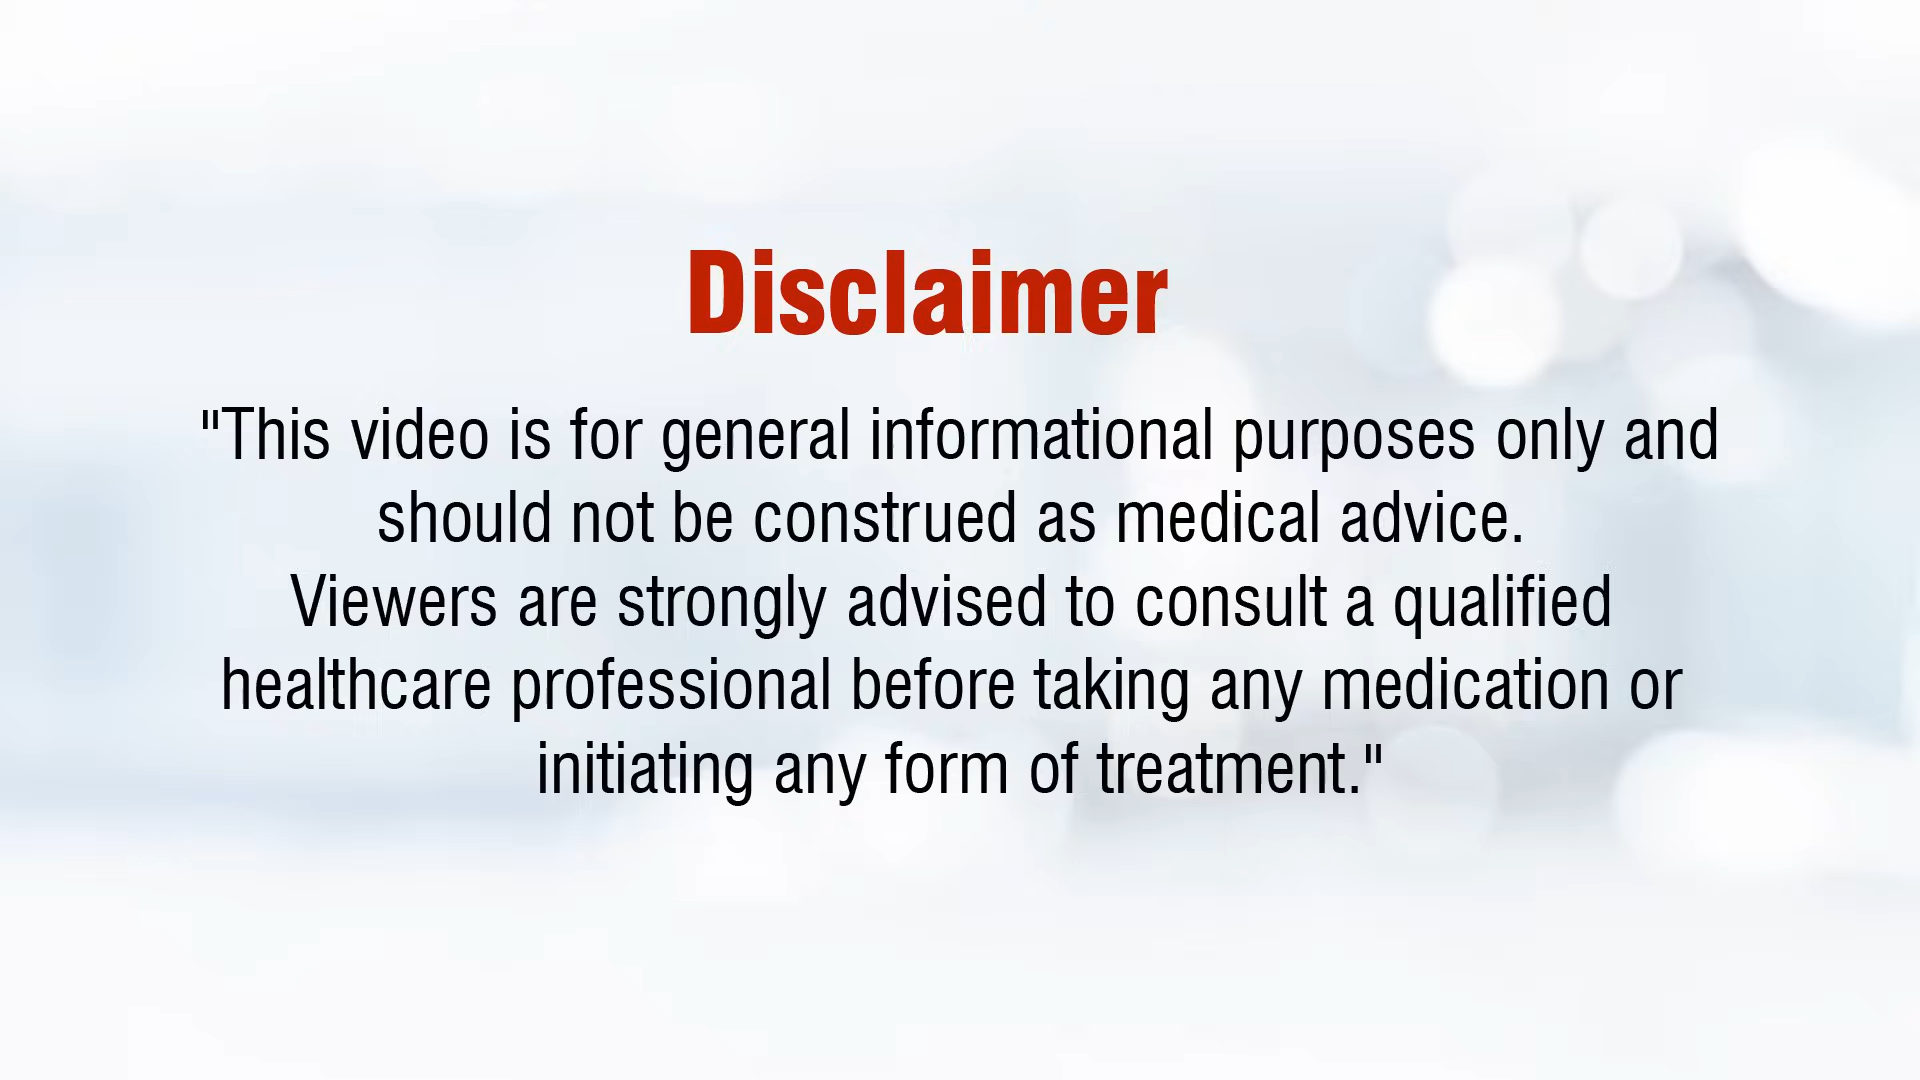 Disclaimer
"This video is for general informational purposes only and
should not be construed as medical advice.
Viewers are strongly advised to consult a qualified
healthcare professional before taking any medication or
initiating any form of treatment."